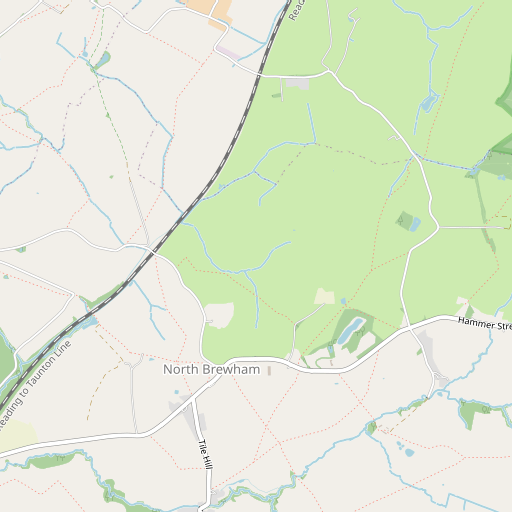 Read
Hammer Stre
North Brewham
Reading to Taunton Line
Tile Hill